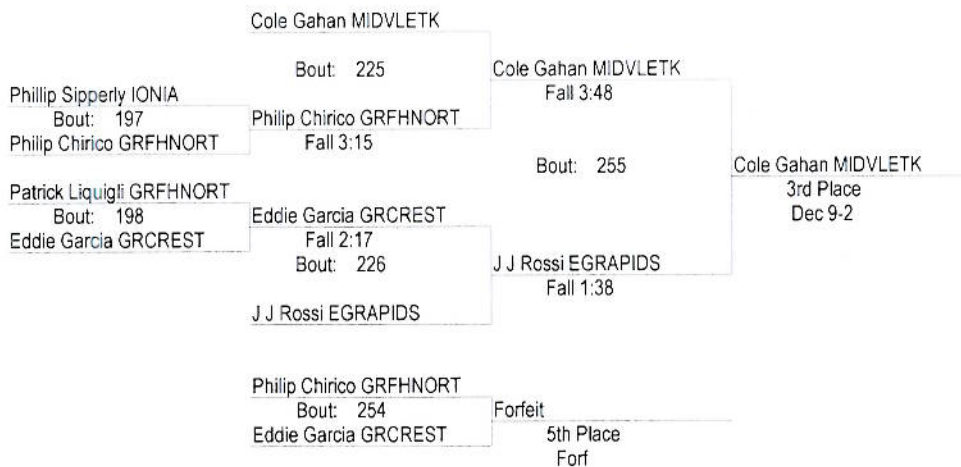 Cole Gahan MIDVLETK
Bout: 225
Cole Gahan MIDVLETK
Fall 3:48
Phillip Sipperly IONIA
Bout: 197
Philip Chirico GRFHNORT
Philip Chirico GRFHNORT
Fall 3:15
Bout: 255
Cole Gahan MIDVLETK
3rd Place
Dec 9-2
Patrick Liquigli GRFHNORT
Bout: 198
Eddie Garcia GRCREST
Eddie Garcia GRCREST
Fall 2:17
Bout: 226
J J Rossi EGRAPIDS
Fall 1:38
J J Rossi EGRAPIDS
Philip Chirico GRFHNORT
Bout: 254
Eddie Garcia GRCREST
Forfeit
5th Place
Forf